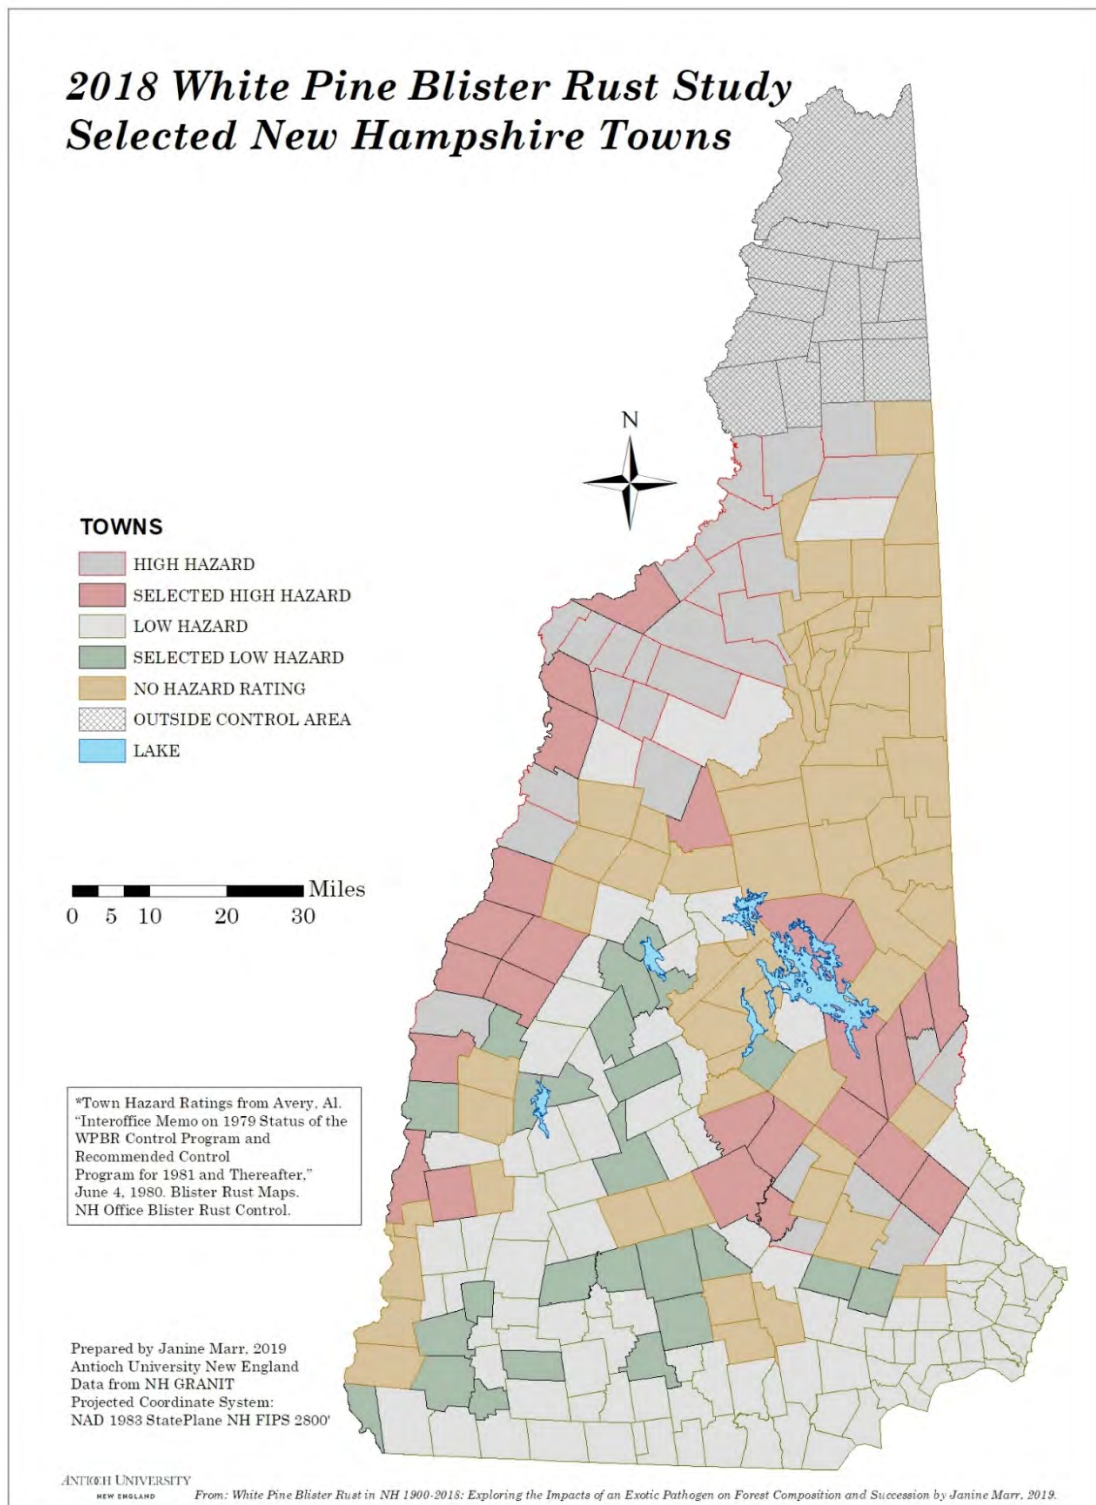 2018 White Pine Blister Rust Study
Selected New Hampshire Towns
N
TOWNS
HIGH HAZARD
SELECTED HIGH HAZARD
LOW HAZARD
SELECTED LOW HAZARD
NO HAZARD RATING
OUTSIDE CONTROL AREA
LAKE
Miles
0 5 10 20 30
*Town Hazard Ratings from Avery, Al.
"Interoffice Memo on 1979 Status of the
WPBR Control Program and
Recommended Control
Program for 1981 and Thereafter,"
June 4, 1980. Blister Rust Maps.
NH Office Blister Rust Control.
Prepared by Janine Marr, 2019
Antioch University New England
Data from NH GRANIT
Projected Coordinate System:
NAD 1983 StatePlane NH FIPS 2800'
ANTIOCH UNIVERSITY
NEW ENGLAND
From: White Pine Blister Rust in NH 1900-2018: Exploring the Impacts of an Exotic Pathogen on Forest Composition and Succession by Janine Marr, 2019.